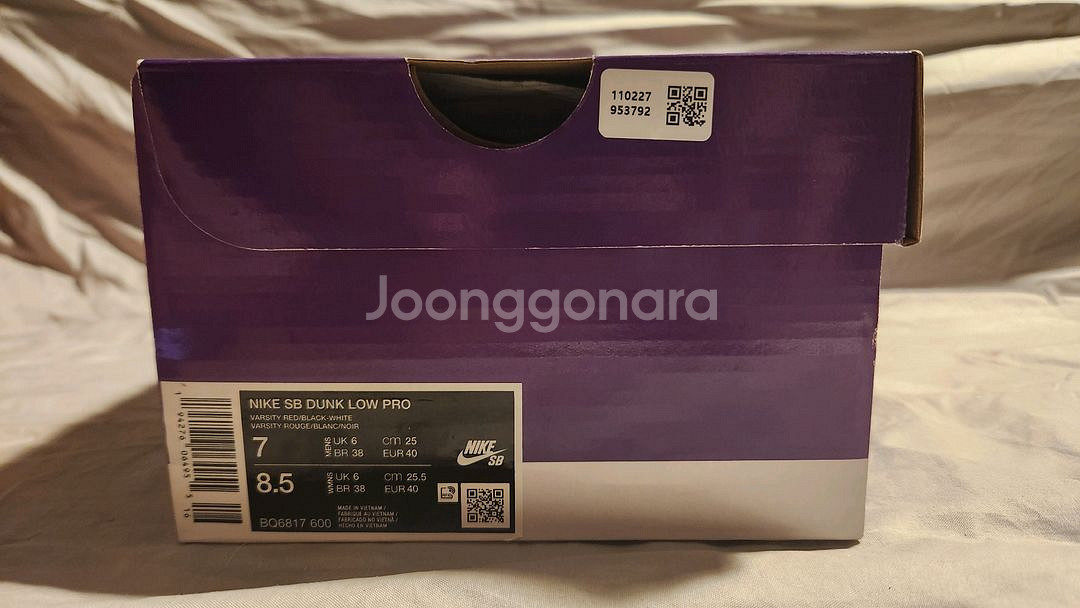 110227
953792
Joonggonara
NIKE SB DUNK LOW PRO
VARSITY RED/BLACK-WHITE
VARSITY ROUGE/BLANC/NOIR
7 MENS UK 6 cm 25
BR 38 EUR 40
8.5 WMNS UK 6 cm 25.5
BR 38 EUR 40
NIKE
SB
BQ6817 600
MADE IN VIETNAM /
FABRIQUÉ AU VIETNAM /
FABRICADO NO VIETNÃ /
HECHO EN VIETNAM